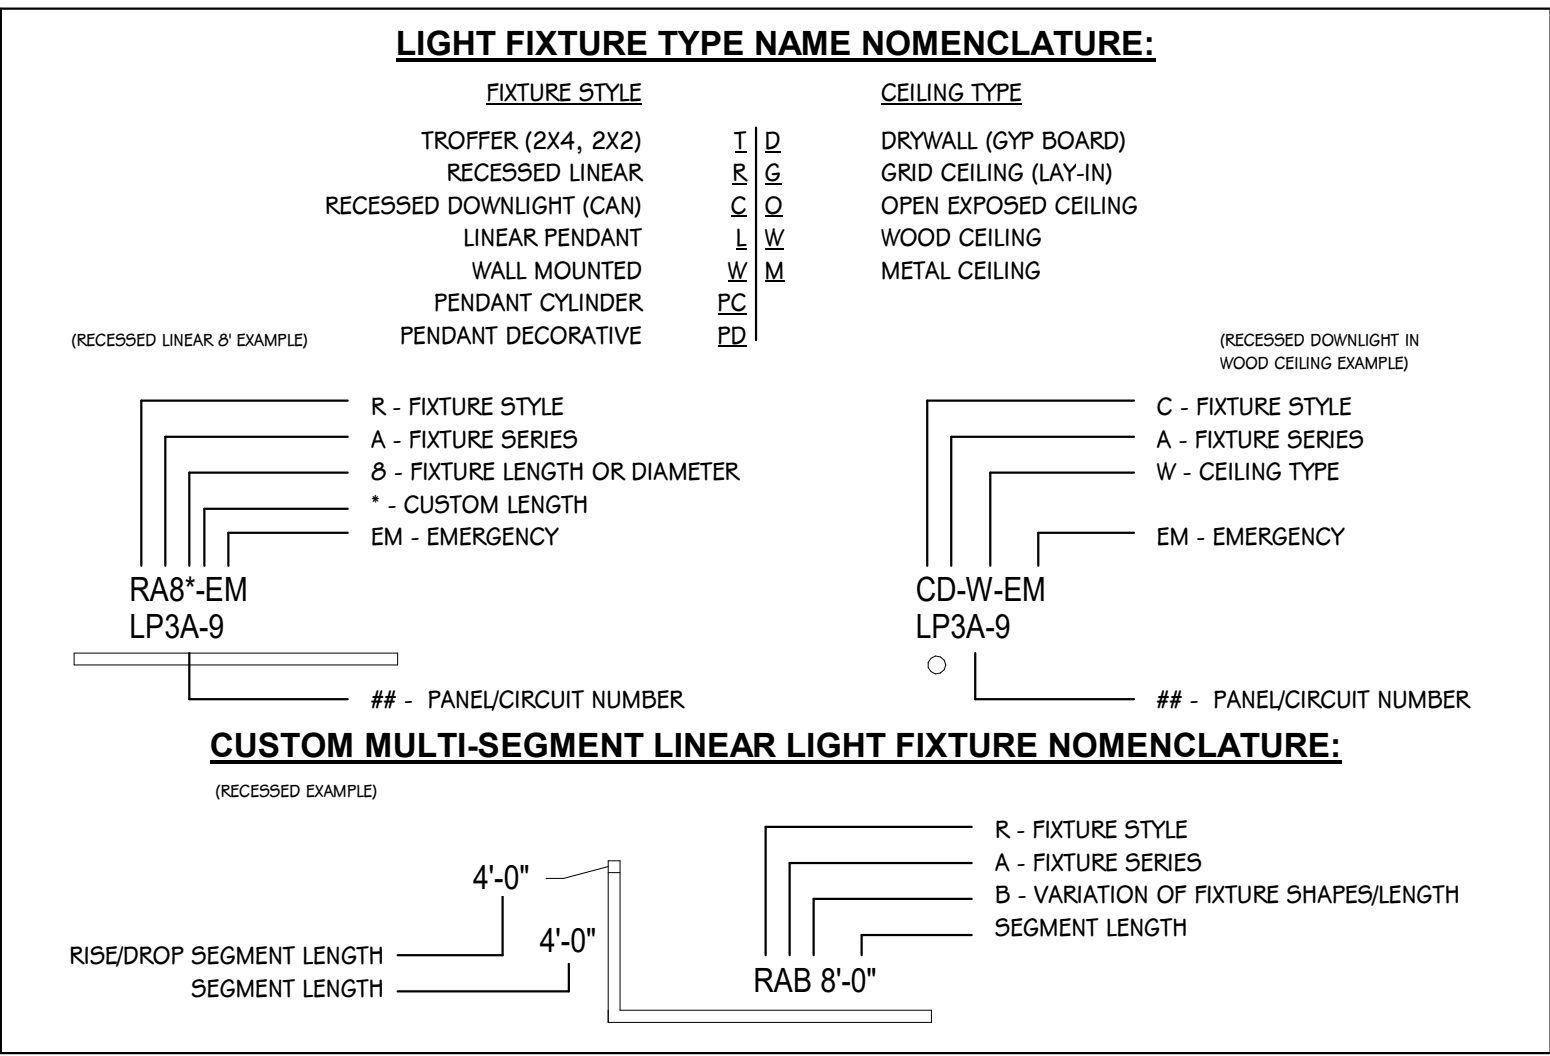 LIGHT FIXTURE TYPE NAME NOMENCLATURE:
FIXTURE STYLE CEILING TYPE
TROFFER (2X4, 2X2) T D DRYWALL (GYP BOARD)
RECESSED LINEAR R G GRID CEILING (LAY-IN)
RECESSED DOWNLIGHT (CAN) C O OPEN EXPOSED CEILING
LINEAR PENDANT L W WOOD CEILING
WALL MOUNTED W M METAL CEILING
PENDANT CYLINDER PC
PENDANT DECORATIVE PD
(RECESSED LINEAR 8' EXAMPLE)
R - FIXTURE STYLE
A - FIXTURE SERIES
8 - FIXTURE LENGTH OR DIAMETER
* - CUSTOM LENGTH
EM - EMERGENCY
RA8*-EM
LP3A-9
## - PANEL/CIRCUIT NUMBER
(RECESSED DOWNLIGHT IN
WOOD CEILING EXAMPLE)
C - FIXTURE STYLE
A - FIXTURE SERIES
W - CEILING TYPE
EM - EMERGENCY
CD-W-EM
LP3A-9
## - PANEL/CIRCUIT NUMBER
CUSTOM MULTI-SEGMENT LINEAR LIGHT FIXTURE NOMENCLATURE:
(RECESSED EXAMPLE)
4'-0"
4'-0"
RISE/DROP SEGMENT LENGTH
SEGMENT LENGTH
R - FIXTURE STYLE
A - FIXTURE SERIES
B - VARIATION OF FIXTURE SHAPES/LENGTH
SEGMENT LENGTH
RAB 8'-0"